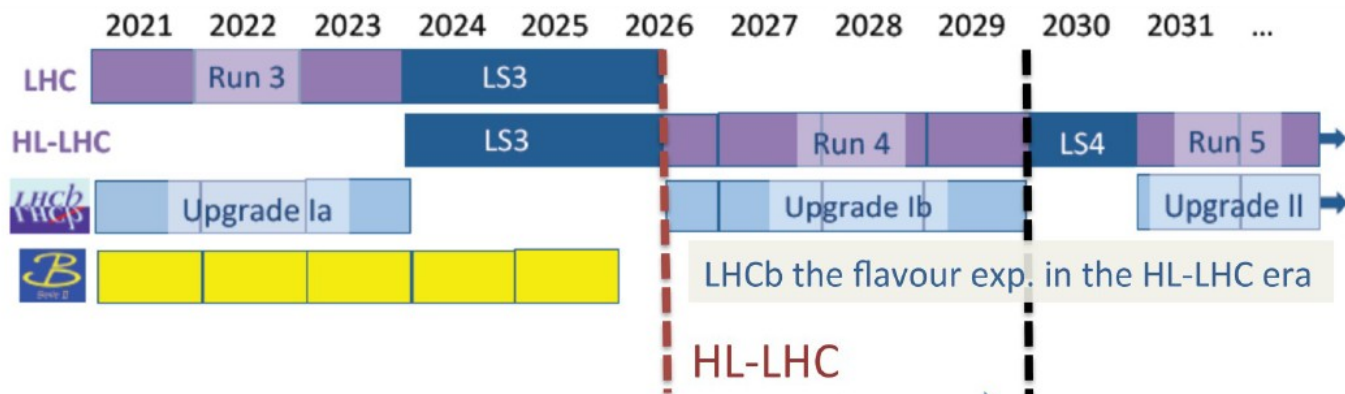 2021 2022 2023 2024 2025 2026 2027 2028 2029 2030 2031 ...
LHC Run 3 LS3
HL-LHC LS3 Run 4 LS4 Run 5
LHCb Upgrade Ia Upgrade Ib Upgrade II
B
LHCb the flavour exp. in the HL-LHC era
HL-LHC